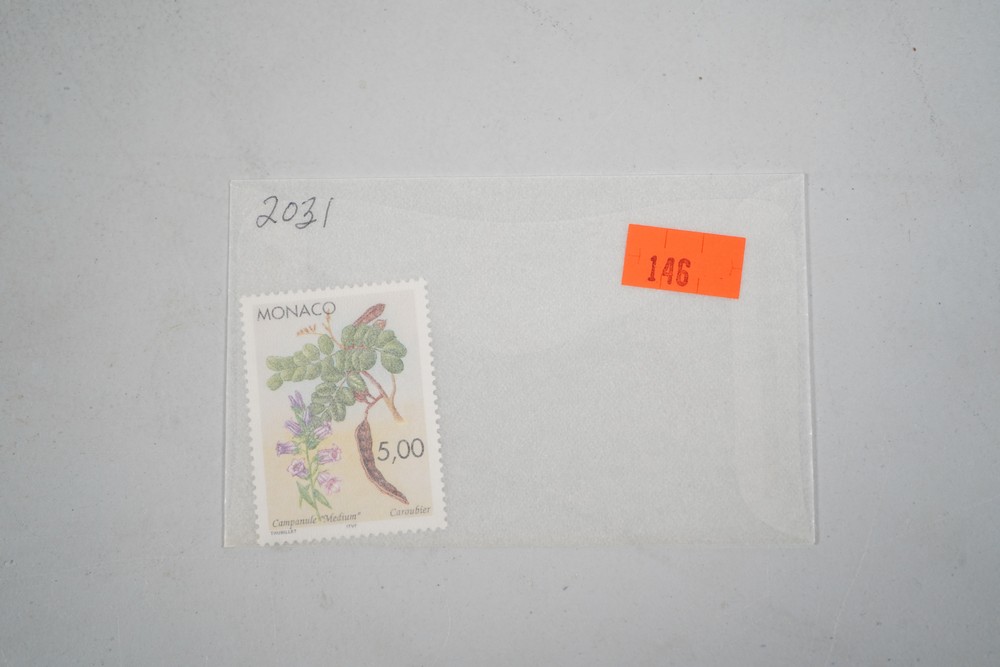 2031
146
MONACO
5,00
Campanule "Medium" Caroubier